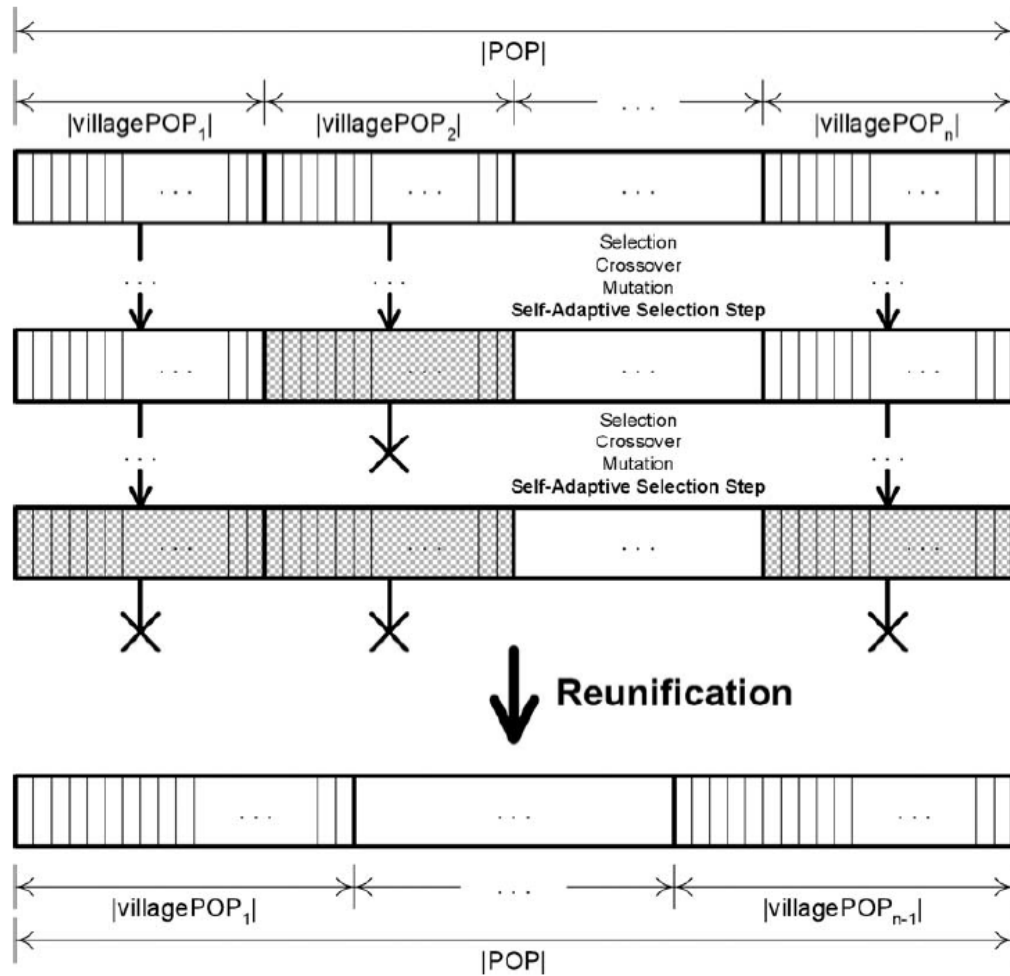 |POP|
|villagePOP₁| |villagePOP₂| . . . |villagePOPₙ|
. . . . . . . . . . . .
Selection
Crossover
. . . . . . . . .
Mutation
Self-Adaptive Selection Step
. . . . . . . . . . . .
Selection
Crossover
. . . . . .
Mutation
Self-Adaptive Selection Step
. . . . . . . . . . . .
Reunification
. . . . . . . . .
|villagePOP₁| . . . |villagePOPₙ₋₁|
|POP|